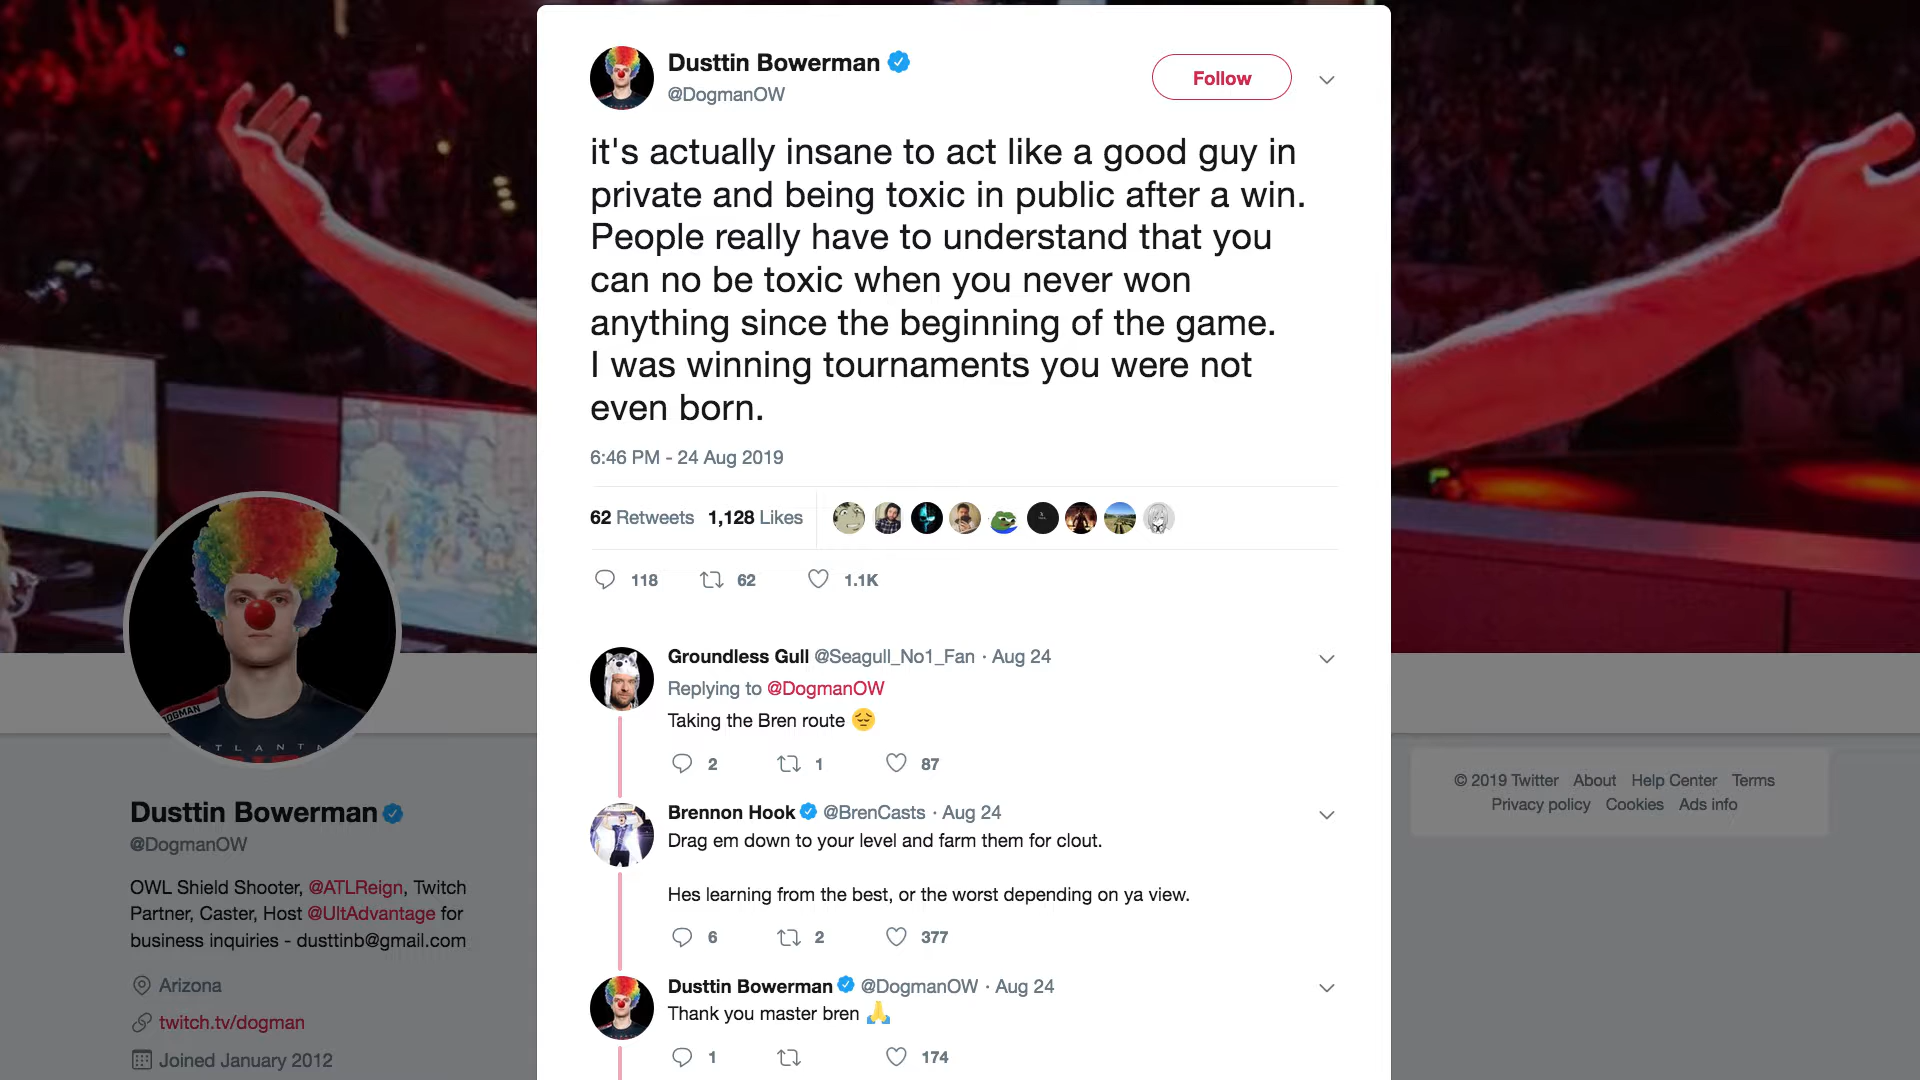 Dusttin Bowerman
@DogmanOW
Follow
it's actually insane to act like a good guy in
private and being toxic in public after a win.
People really have to understand that you
can no be toxic when you never won
anything since the beginning of the game.
I was winning tournaments you were not
even born.
6:46 PM - 24 Aug 2019
62 Retweets 1,128 Likes
118 62 1.1K
Groundless Gull @Seagull_No1_Fan · Aug 24
Replying to @DogmanOW
Taking the Bren route 😔
2 1 87
Brennon Hook @BrenCasts · Aug 24
Drag em down to your level and farm them for clout.
Hes learning from the best, or the worst depending on ya view.
6 2 377
Dusttin Bowerman @DogmanOW · Aug 24
Thank you master bren 🙏
1 174
DOGMAN
ATLANTA
Dusttin Bowerman
@DogmanOW
OWL Shield Shooter, @ATLReign, Twitch
Partner, Caster, Host @UltAdvantage for
business inquiries - dusttinb@gmail.com
Arizona
twitch.tv/dogman
Joined January 2012
© 2019 Twitter About Help Center Terms
Privacy policy Cookies Ads info